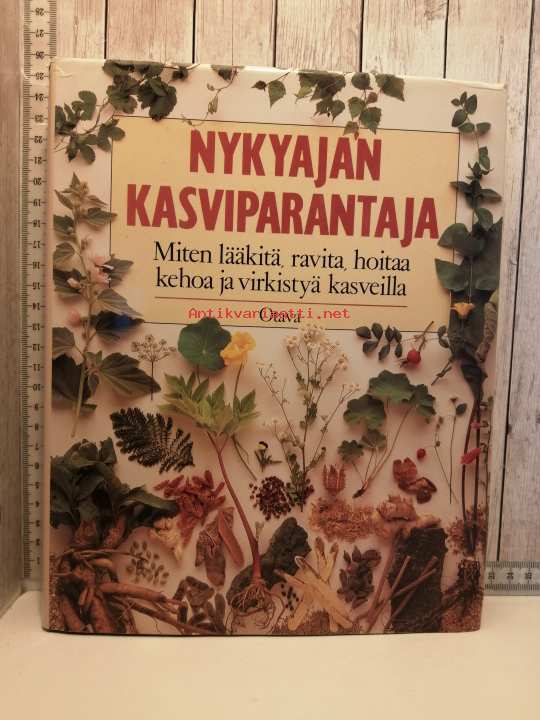 NYKYAJAN
KASVIPARANTAJA
Miten lääkitä, ravita, hoitaa
kehoa ja virkistyä kasveilla
Antikvariaatti.net
Otava